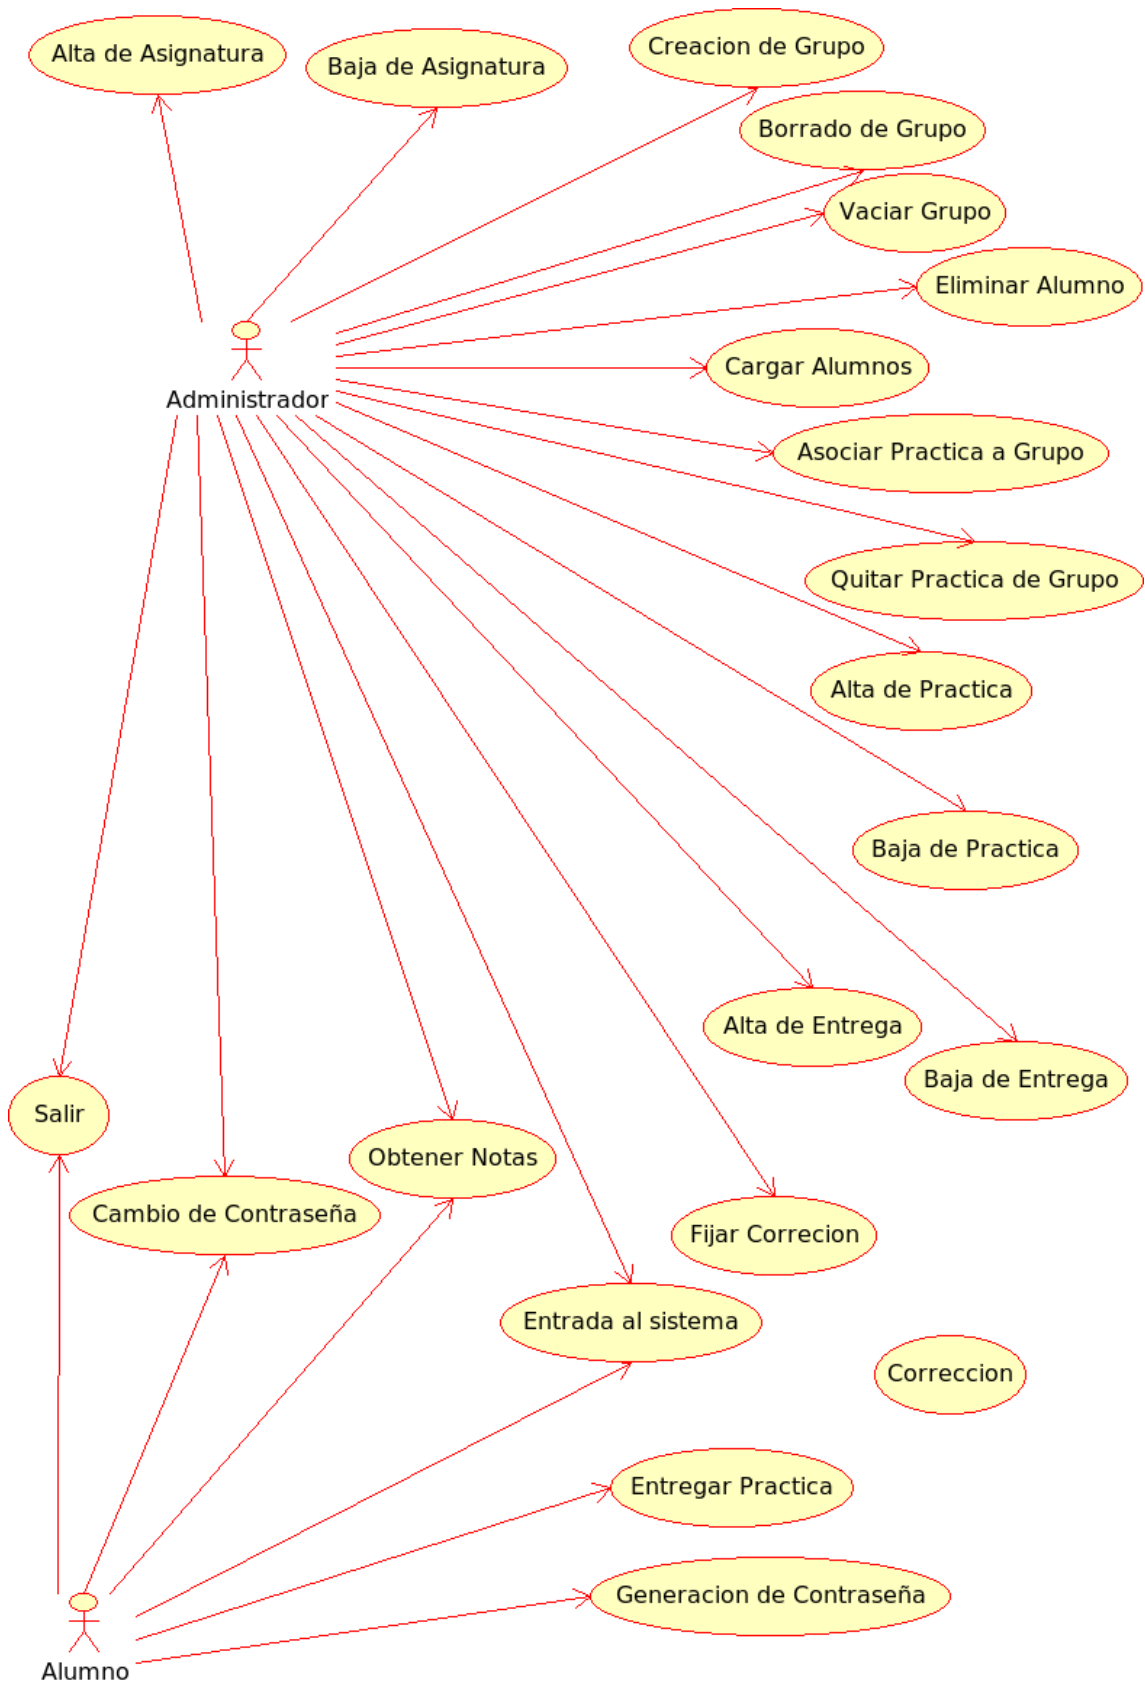 Creacion de Grupo
Alta de Asignatura
Baja de Asignatura
Borrado de Grupo
Vaciar Grupo
Eliminar Alumno
Cargar Alumnos
Administrador
Asociar Practica a Grupo
Quitar Practica de Grupo
Alta de Practica
Baja de Practica
Alta de Entrega
Baja de Entrega
Salir
Obtener Notas
Cambio de Contraseña
Fijar Correcion
Entrada al sistema
Correccion
Entregar Practica
Generacion de Contraseña
Alumno